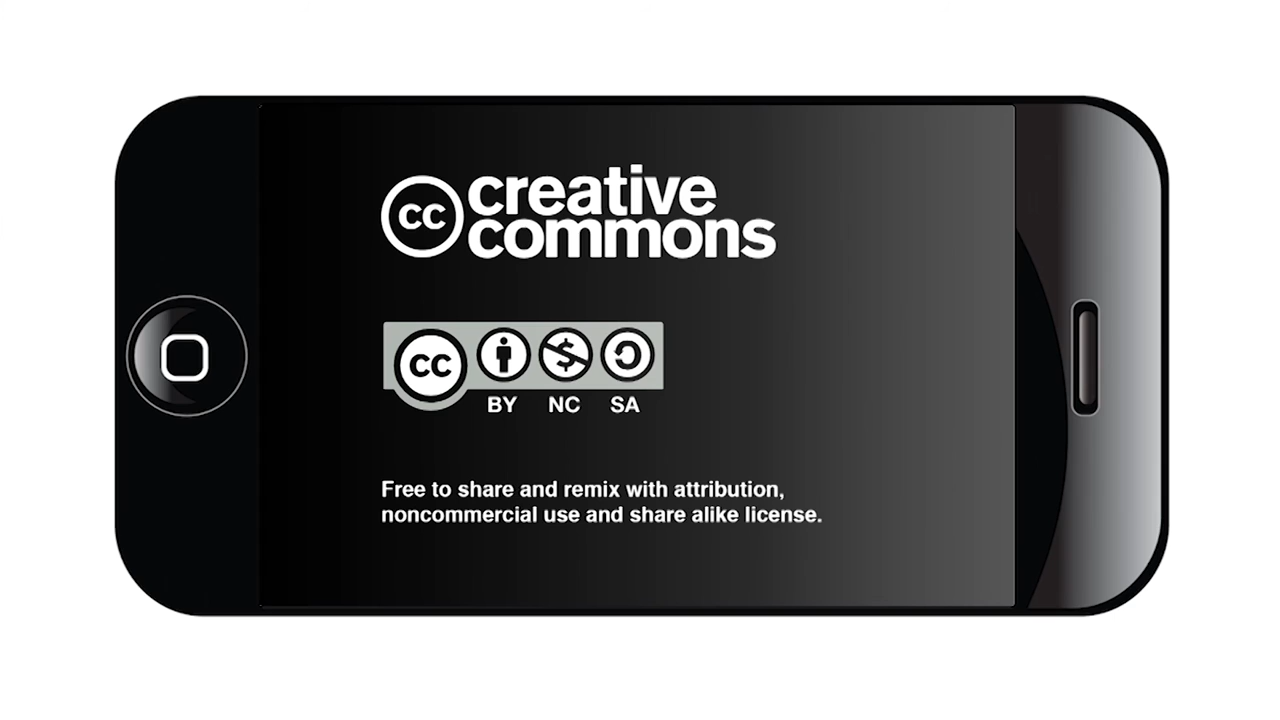 cc creative
commons
cc
BY NC SA
Free to share and remix with attribution,
noncommercial use and share alike license.